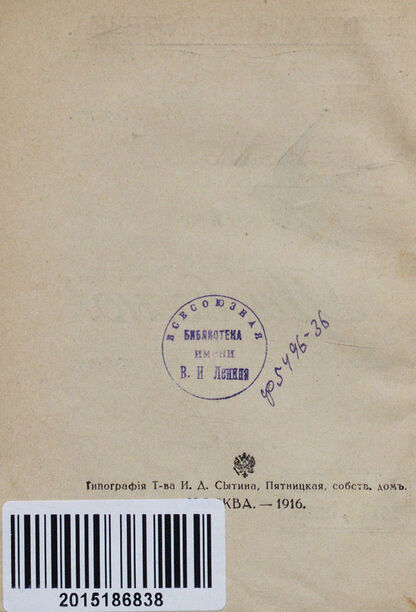 ВСЕСОЮЗНАЯ
БИБЛИОТЕКА
ИМЕНИ
В. И Ленина
Ф5496-36
Типографія Т-ва И. Д. Сытина, Пятницкая, собств. домъ.
МОСКВА. — 1916.
2015186838